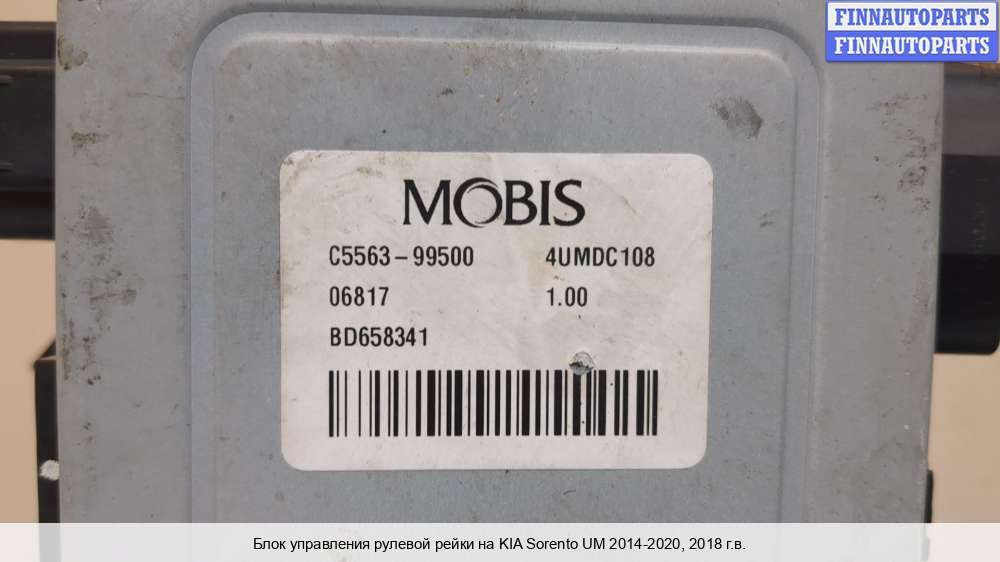 FINNAUTOPARTS
FINNAUTOPARTS
MOBIS
C5563-99500 4UMDC108
06817 1.00
BD658341
Блок управления рулевой рейки на KIA Sorento UM 2014-2020, 2018 г.в.